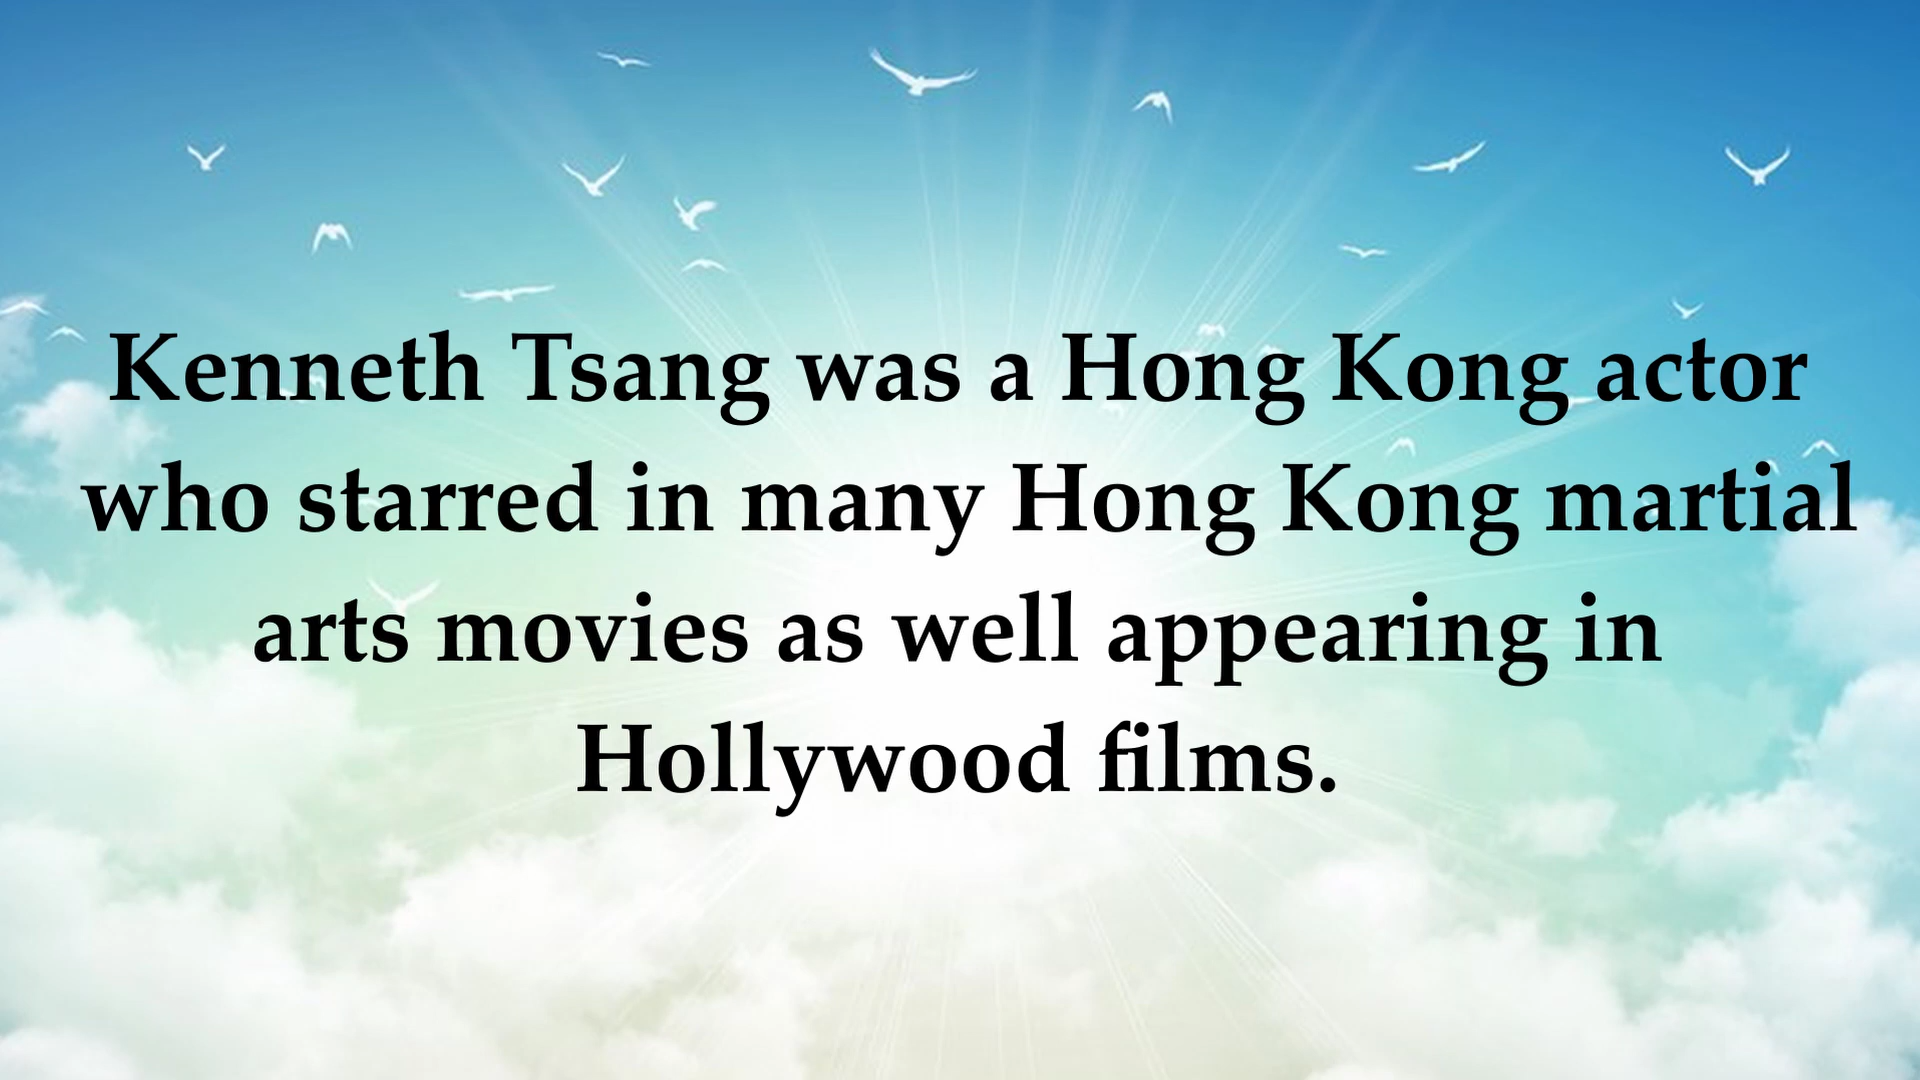 Kenneth Tsang was a Hong Kong actor
who starred in many Hong Kong martial
arts movies as well appearing in
Hollywood films.